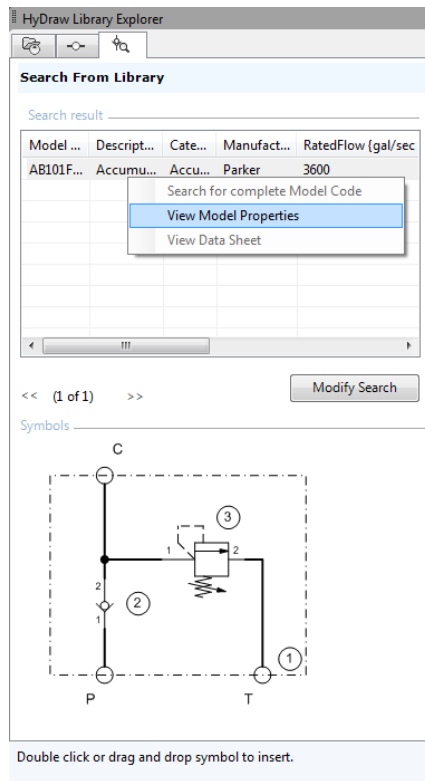 HyDraw Library Explorer
Search From Library
Search result
Model ... Descript... Cate... Manufact... RatedFlow {gal/sec
AB101F... Accumu... Accu... Parker 3600
Search for complete Model Code
View Model Properties
View Data Sheet
<< (1 of 1) >> Modify Search
Symbols
C
3
1 2
2
2
1
1
P T
Double click or drag and drop symbol to insert.